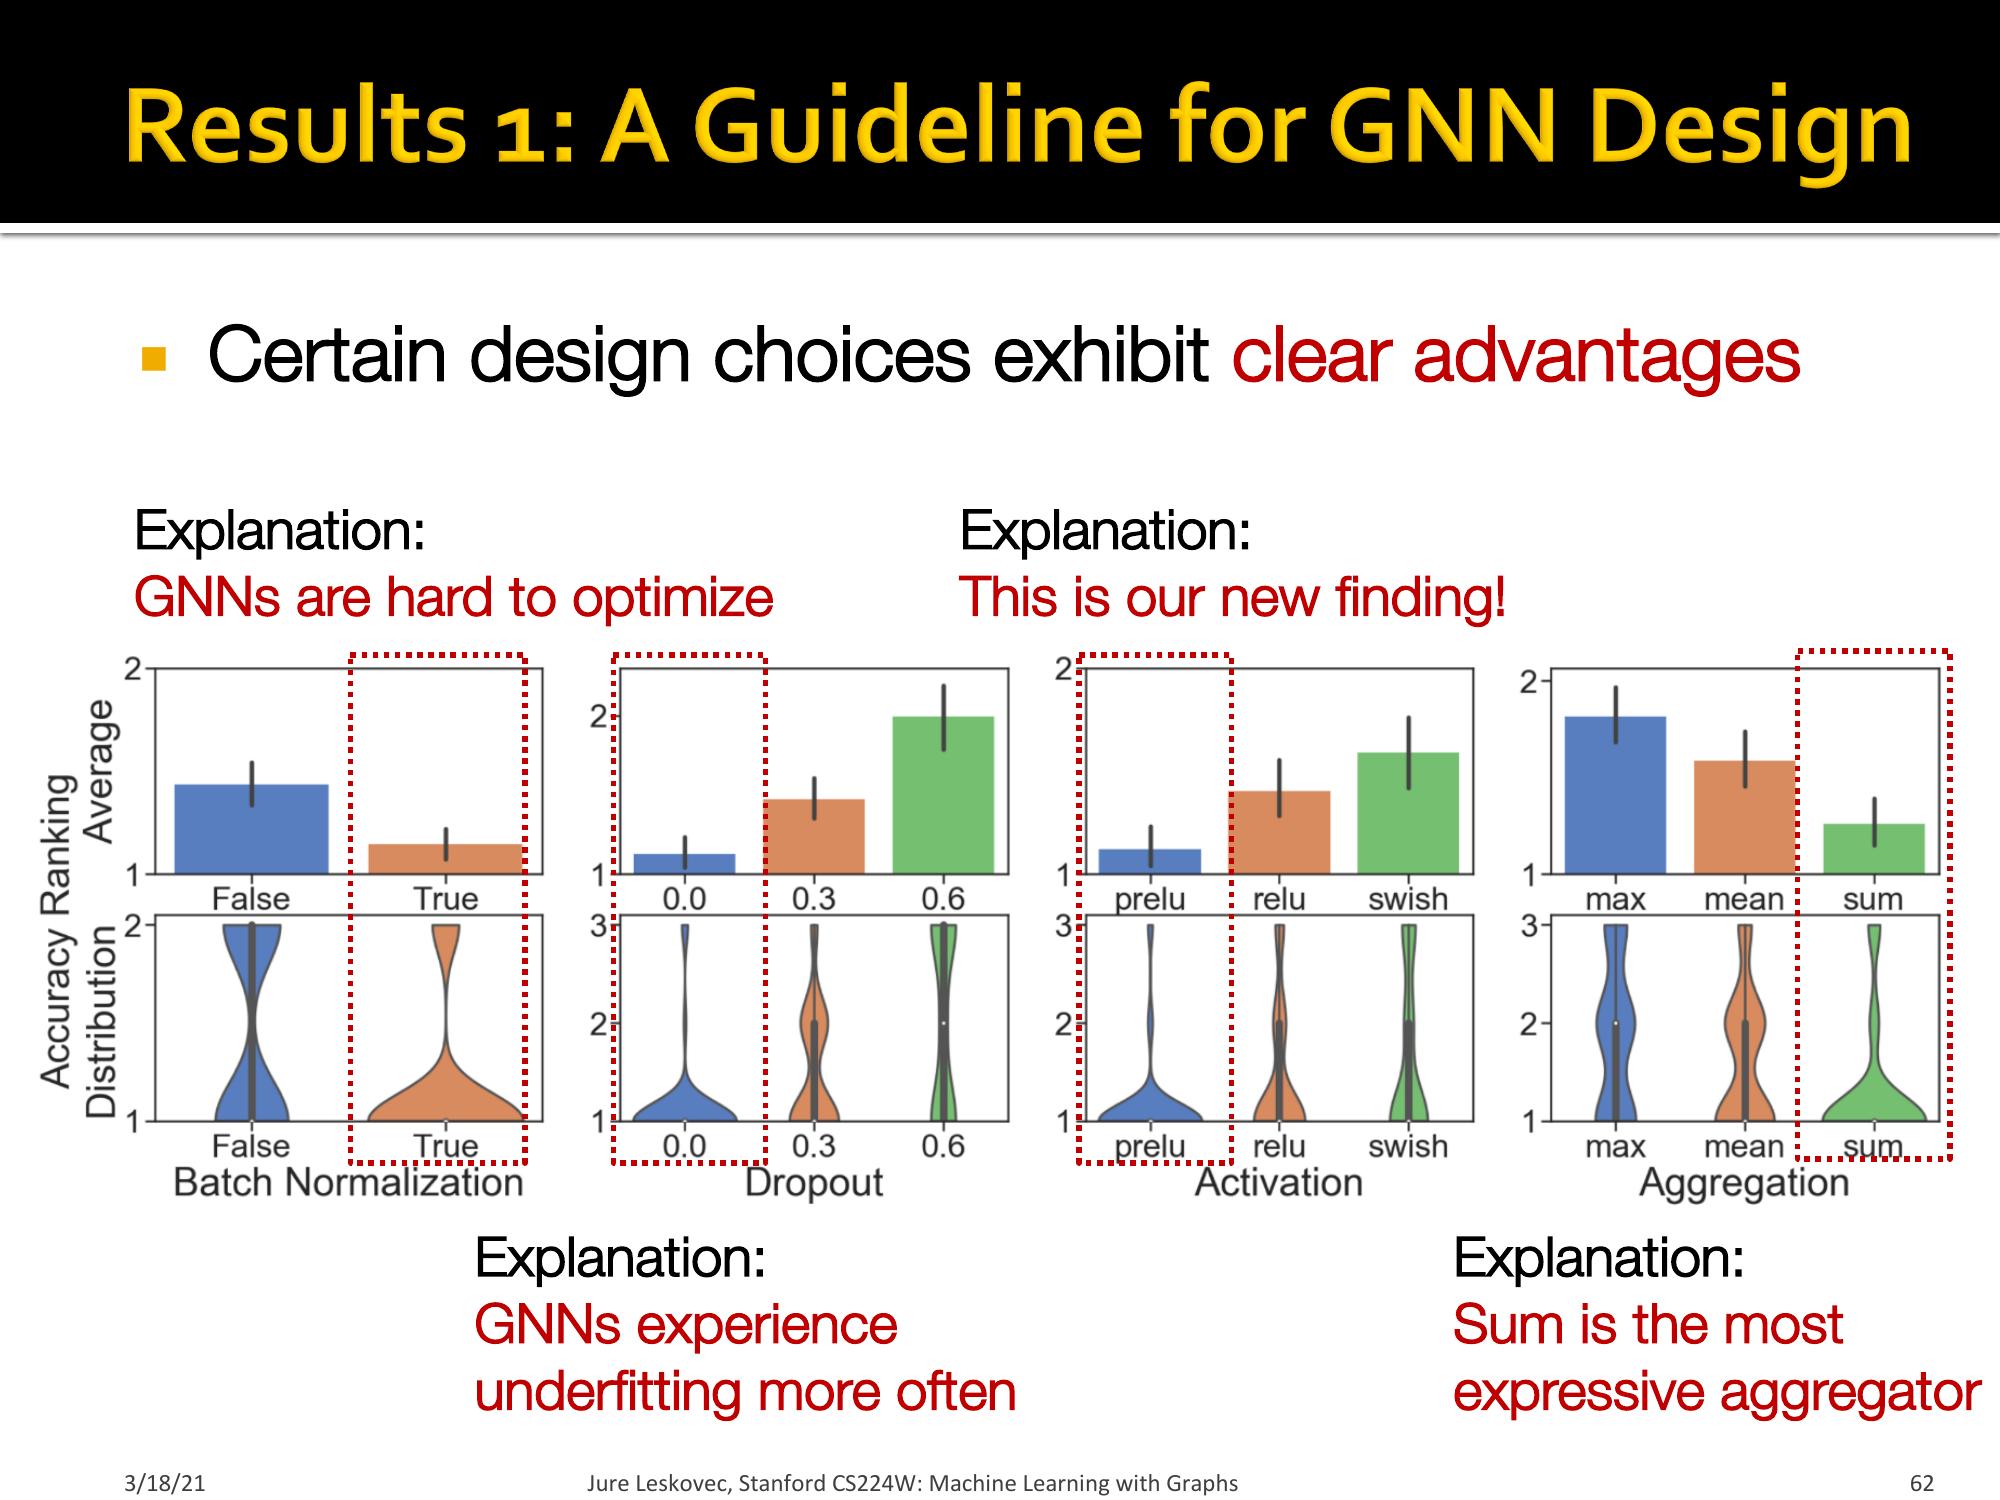 Results 1: A Guideline for GNN Design
Certain design choices exhibit clear advantages
Explanation:
GNNs are hard to optimize
Explanation:
This is our new finding!
Accuracy Ranking
Average
Distribution
2
1
False
True
2
1
False
True
Batch Normalization
2
1
0.0
0.3
0.6
3
2
1
0.0
0.3
0.6
Dropout
2
1
prelu
relu
swish
3
2
1
prelu
relu
swish
Activation
2
1
max
mean
sum
3
2
1
max
mean
sum
Aggregation
Explanation:
GNNs experience
underfitting more often
Explanation:
Sum is the most
expressive aggregator
3/18/21
Jure Leskovec, Stanford CS224W: Machine Learning with Graphs
62